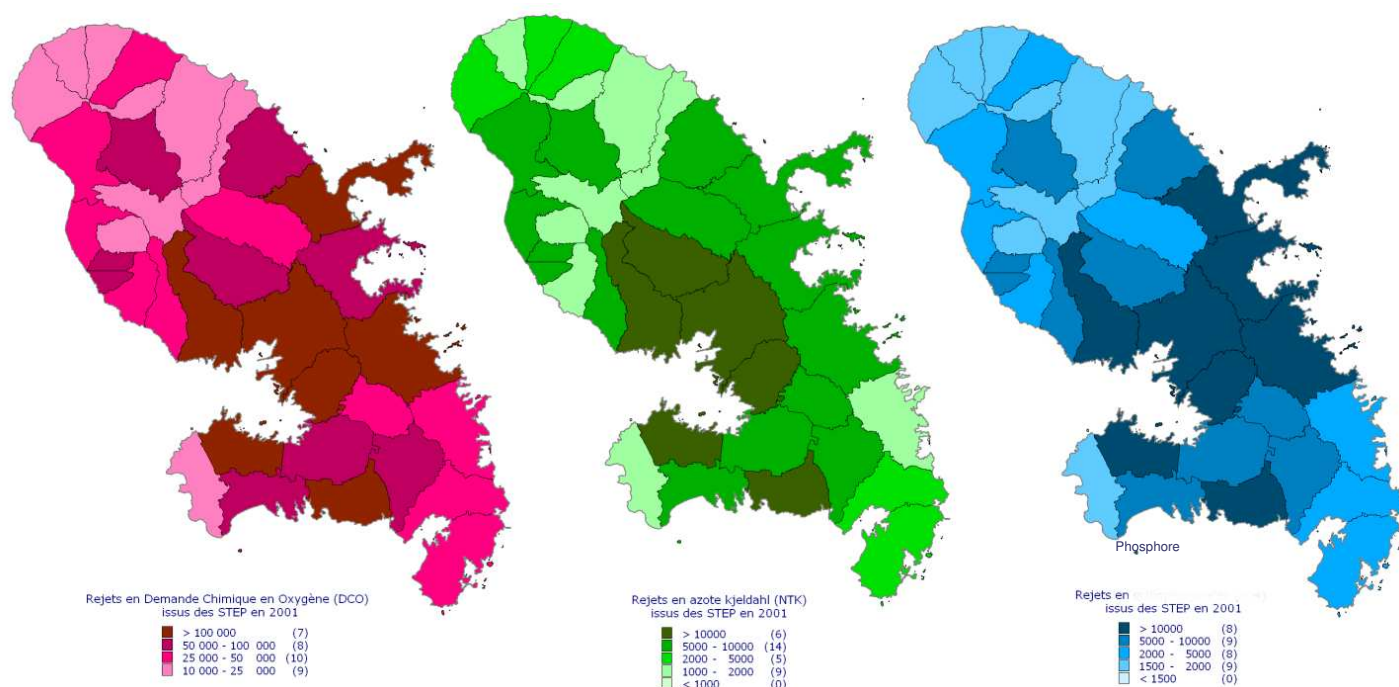 Rejets en Demande Chimique en Oxygène (DCO)
issus des STEP en 2001
> 100 000 (7)
50 000 - 100 000 (8)
25 000 - 50 000 (10)
10 000 - 25 000 (9)
Rejets en azote kjeldahl (NTK)
issus des STEP en 2001
> 10000 (6)
5000 - 10000 (14)
2000 - 5000 (5)
1000 - 2000 (9)
< 1000 (0)
Phosphore
Rejets en
issus des STEP en 2001
> 10000 (8)
5000 - 10000 (9)
2000 - 5000 (8)
1500 - 2000 (9)
< 1500 (0)